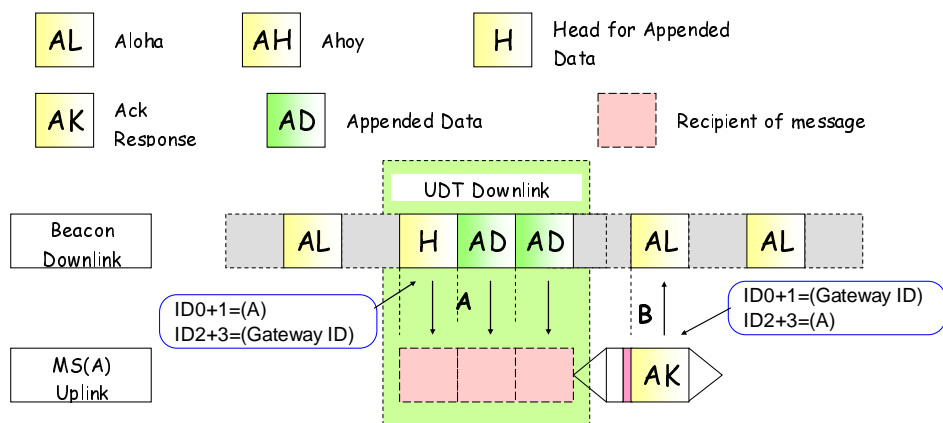 AL Aloha AH Ahoy H Head for Appended
Data
AK Ack
Response AD Appended Data Recipient of message
UDT Downlink
Beacon
Downlink
AL H AD AD AL AL
ID0+1=(A)
ID2+3=(Gateway ID)
A
B
ID0+1=(Gateway ID)
ID2+3=(A)
MS(A)
Uplink
AK